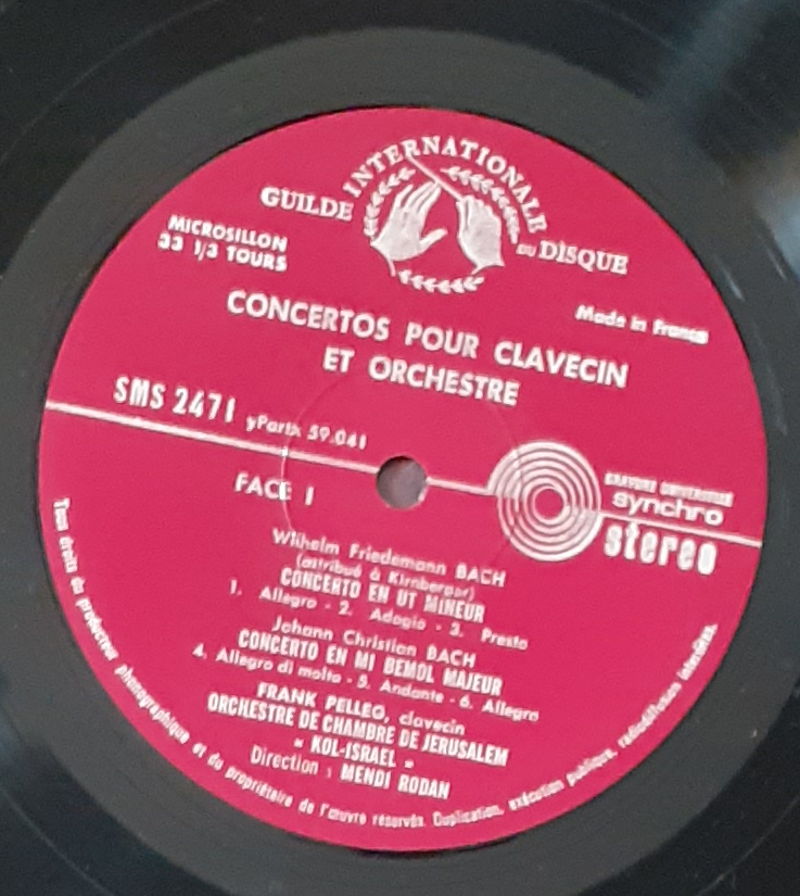 GUILDE INTERNATIONALE DU DISQUE
MICROSILLON
33 1/3 TOURS
Made in France
CONCERTOS POUR CLAVECIN
ET ORCHESTRE
SMS 2471 yPartx 59.041
GRAVURE UNIVERSELLE
synchro
stereo
FACE 1
Wilhelm Friedemann BACH
(attribué à Kirnberger)
CONCERTO EN UT MINEUR
1. Allegro - 2. Adagio - 3. Presto
Johann Christian BACH
CONCERTO EN MI BEMOL MAJEUR
4. Allegro di molto - 5. Andante - 6. Allegro
FRANK PELLEG, clavecin
ORCHESTRE DE CHAMBRE DE JERUSALEM
« KOL-ISRAEL »
Direction : MENDI RODAN
Tous droits du producteur phonographique et du propriétaire de l'œuvre réservés. Duplication, exécution publique, radiodiffusion interdites.